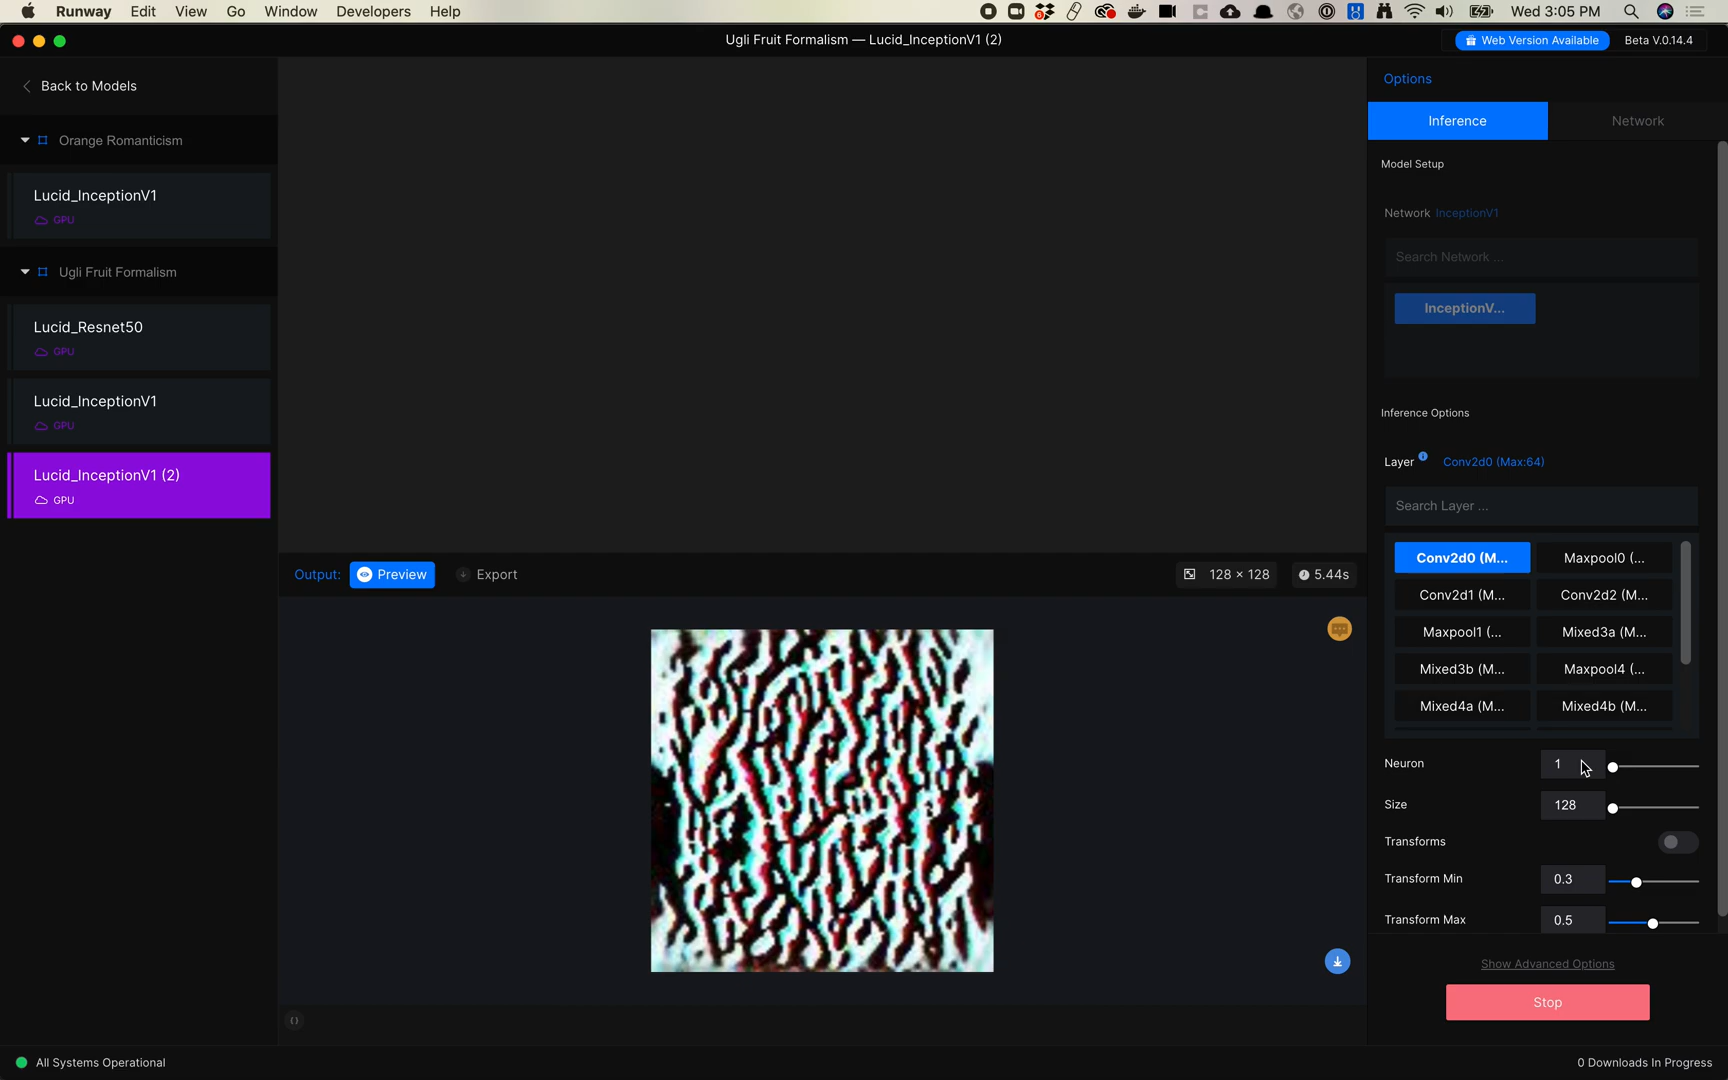 Runway Edit View Go Window Developers Help Wed 3:05 PM
Ugli Fruit Formalism — Lucid_InceptionV1 (2)
Web Version Available Beta V.0.14.4
Back to Models
Orange Romanticism
Lucid_InceptionV1
GPU
Ugli Fruit Formalism
Lucid_Resnet50
GPU
Lucid_InceptionV1
GPU
Lucid_InceptionV1 (2)
GPU
Output: Preview Export 128 × 128 5.44s
Options
Inference Network
Model Setup
Network InceptionV1
Search Network ...
InceptionV...
Inference Options
Layer Conv2d0 (Max:64)
Search Layer ...
Conv2d0 (M... Maxpool0 (...
Conv2d1 (M... Conv2d2 (M...
Maxpool1 (... Mixed3a (M...
Mixed3b (M... Maxpool4 (...
Mixed4a (M... Mixed4b (M...
Neuron 1
Size 128
Transforms
Transform Min 0.3
Transform Max 0.5
Show Advanced Options
Stop
All Systems Operational
0 Downloads In Progress